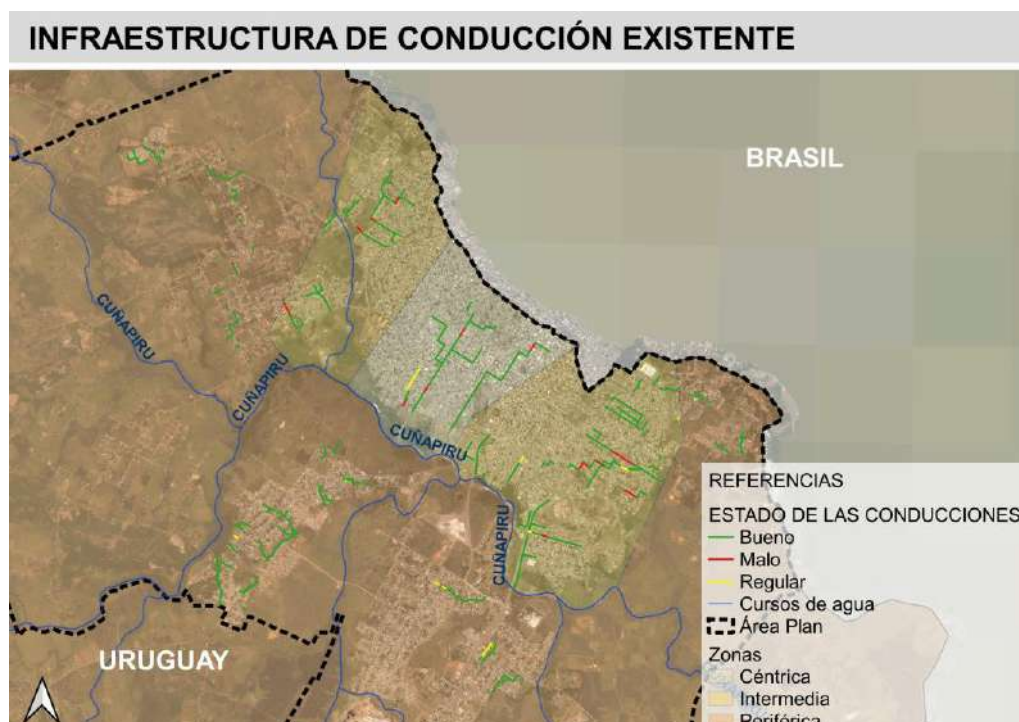 INFRAESTRUCTURA DE CONDUCCIÓN EXISTENTE
BRASIL
CUÑAPIRU
CUÑAPIRU
CUÑAPIRU
CUÑAPIRU
URUGUAY
REFERENCIAS
ESTADO DE LAS CONDUCCIONES
Bueno
Malo
Regular
Cursos de agua
Área Plan
Zonas
Céntrica
Intermedia
Periférica